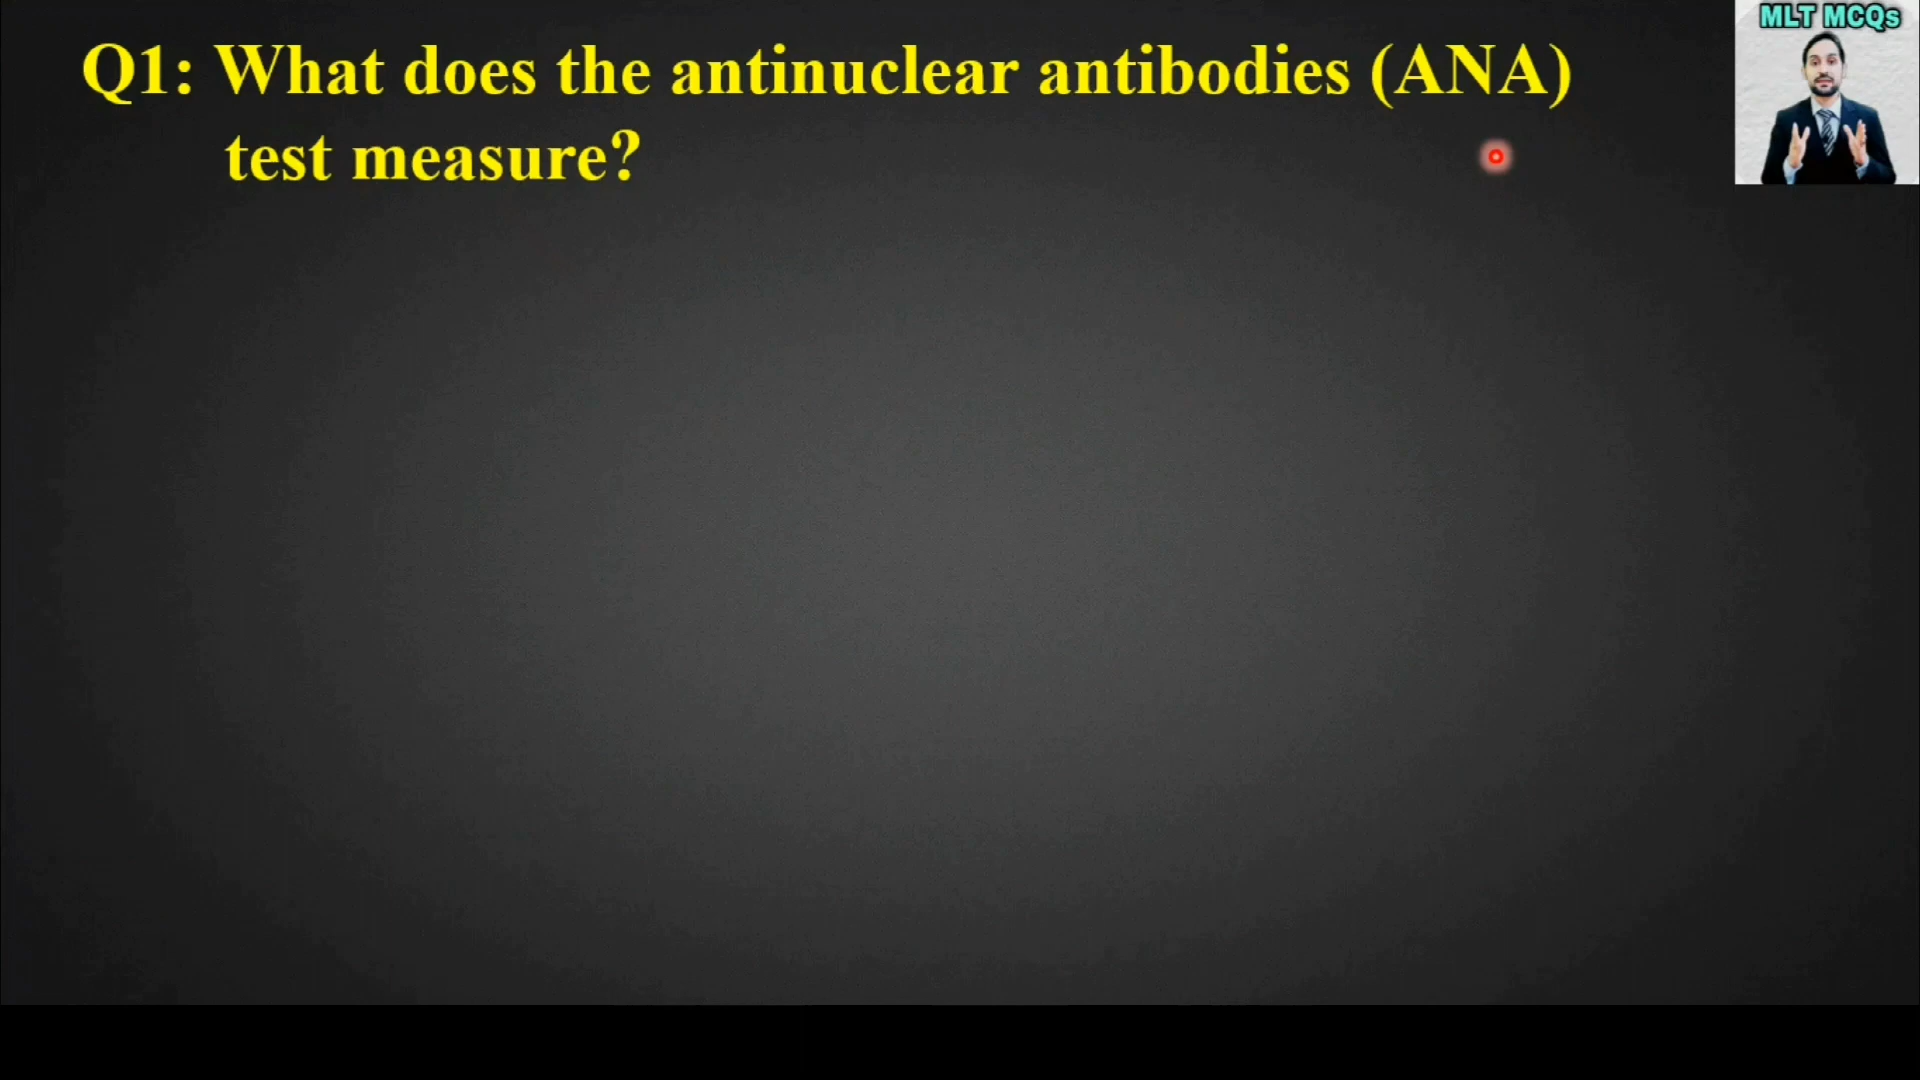 MLT MCQs
Q1: What does the antinuclear antibodies (ANA)
test measure?